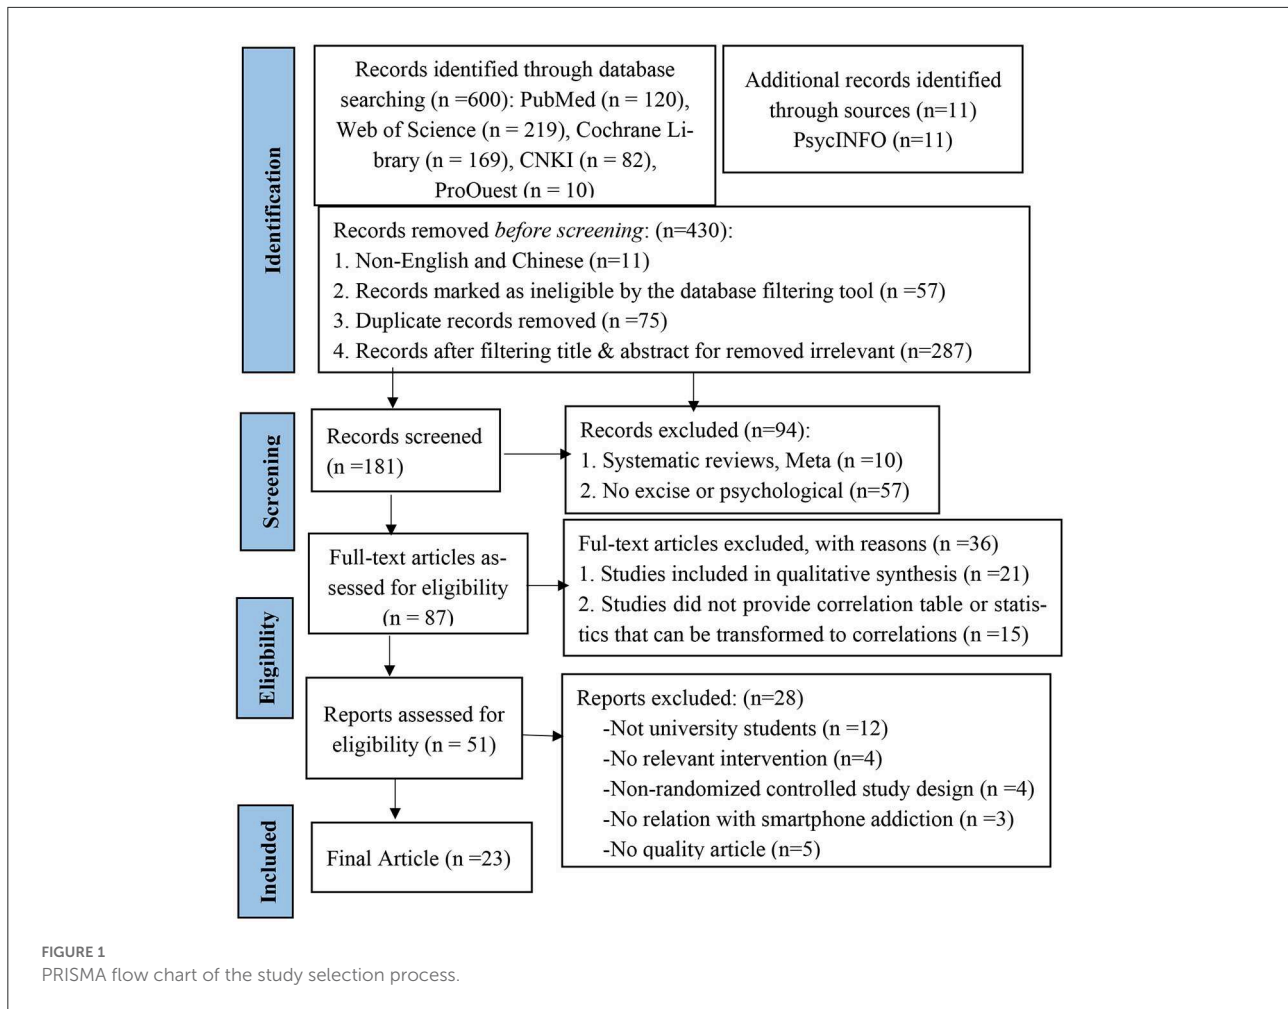 Identification
Records identified through database
searching (n =600): PubMed (n = 120),
Web of Science (n = 219), Cochrane Li-
brary (n = 169), CNKI (n = 82),
ProQuest (n = 10)
Additional records identified
through sources (n=11)
PsycINFO (n=11)
Records removed before screening: (n=430):
1. Non-English and Chinese (n=11)
2. Records marked as ineligible by the database filtering tool (n =57)
3. Duplicate records removed (n =75)
4. Records after filtering title & abstract for removed irrelevant (n=287)
Screening
Records screened
(n =181)
Records excluded (n=94):
1. Systematic reviews, Meta (n =10)
2. No excise or psychological (n=57)
Full-text articles as-
sessed for eligibility
(n = 87)
Ful-text articles excluded, with reasons (n =36)
1. Studies included in qualitative synthesis (n =21)
2. Studies did not provide correlation table or statis-
tics that can be transformed to correlations (n =15)
Eligibility
Reports assessed for
eligibility (n = 51)
Reports excluded: (n=28)
-Not university students (n =12)
-No relevant intervention (n=4)
-Non-randomized controlled study design (n =4)
-No relation with smartphone addiction (n =3)
-No quality article (n=5)
Included
Final Article (n =23)
FIGURE 1
PRISMA flow chart of the study selection process.